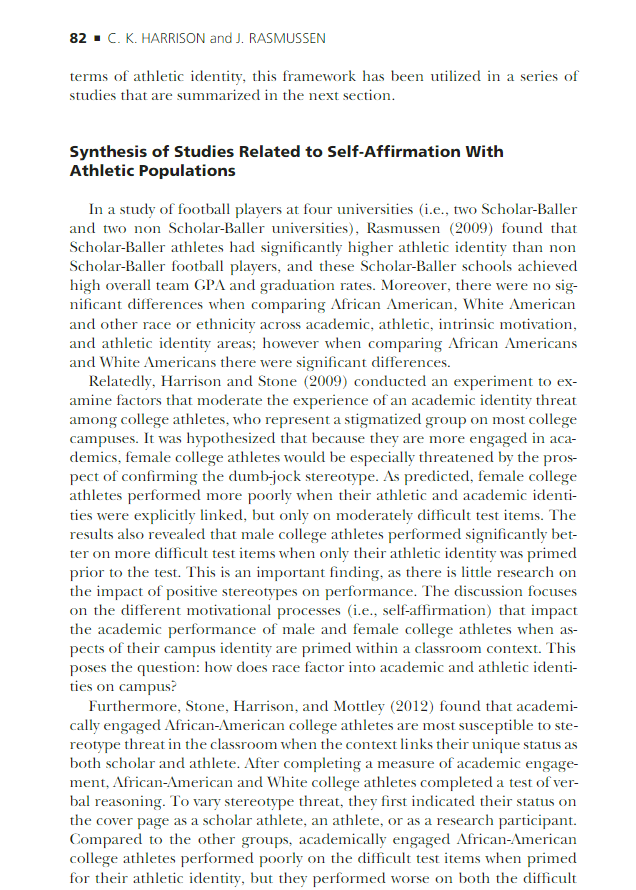 82 ▪ C. K. HARRISON and J. RASMUSSEN
terms of athletic identity, this framework has been utilized in a series of
studies that are summarized in the next section.
Synthesis of Studies Related to Self-Affirmation With
Athletic Populations
In a study of football players at four universities (i.e., two Scholar-Baller
and two non Scholar-Baller universities), Rasmussen (2009) found that
Scholar-Baller athletes had significantly higher athletic identity than non
Scholar-Baller football players, and these Scholar-Baller schools achieved
high overall team GPA and graduation rates. Moreover, there were no sig-
nificant differences when comparing African American, White American
and other race or ethnicity across academic, athletic, intrinsic motivation,
and athletic identity areas; however when comparing African Americans
and White Americans there were significant differences.
Relatedly, Harrison and Stone (2009) conducted an experiment to ex-
amine factors that moderate the experience of an academic identity threat
among college athletes, who represent a stigmatized group on most college
campuses. It was hypothesized that because they are more engaged in aca-
demics, female college athletes would be especially threatened by the pros-
pect of confirming the dumb-jock stereotype. As predicted, female college
athletes performed more poorly when their athletic and academic identi-
ties were explicitly linked, but only on moderately difficult test items. The
results also revealed that male college athletes performed significantly bet-
ter on more difficult test items when only their athletic identity was primed
prior to the test. This is an important finding, as there is little research on
the impact of positive stereotypes on performance. The discussion focuses
on the different motivational processes (i.e., self-affirmation) that impact
the academic performance of male and female college athletes when as-
pects of their campus identity are primed within a classroom context. This
poses the question: how does race factor into academic and athletic identi-
ties on campus?
Furthermore, Stone, Harrison, and Mottley (2012) found that academi-
cally engaged African-American college athletes are most susceptible to ste-
reotype threat in the classroom when the context links their unique status as
both scholar and athlete. After completing a measure of academic engage-
ment, African-American and White college athletes completed a test of ver-
bal reasoning. To vary stereotype threat, they first indicated their status on
the cover page as a scholar athlete, an athlete, or as a research participant.
Compared to the other groups, academically engaged African-American
college athletes performed poorly on the difficult test items when primed
for their athletic identity, but they performed worse on both the difficult